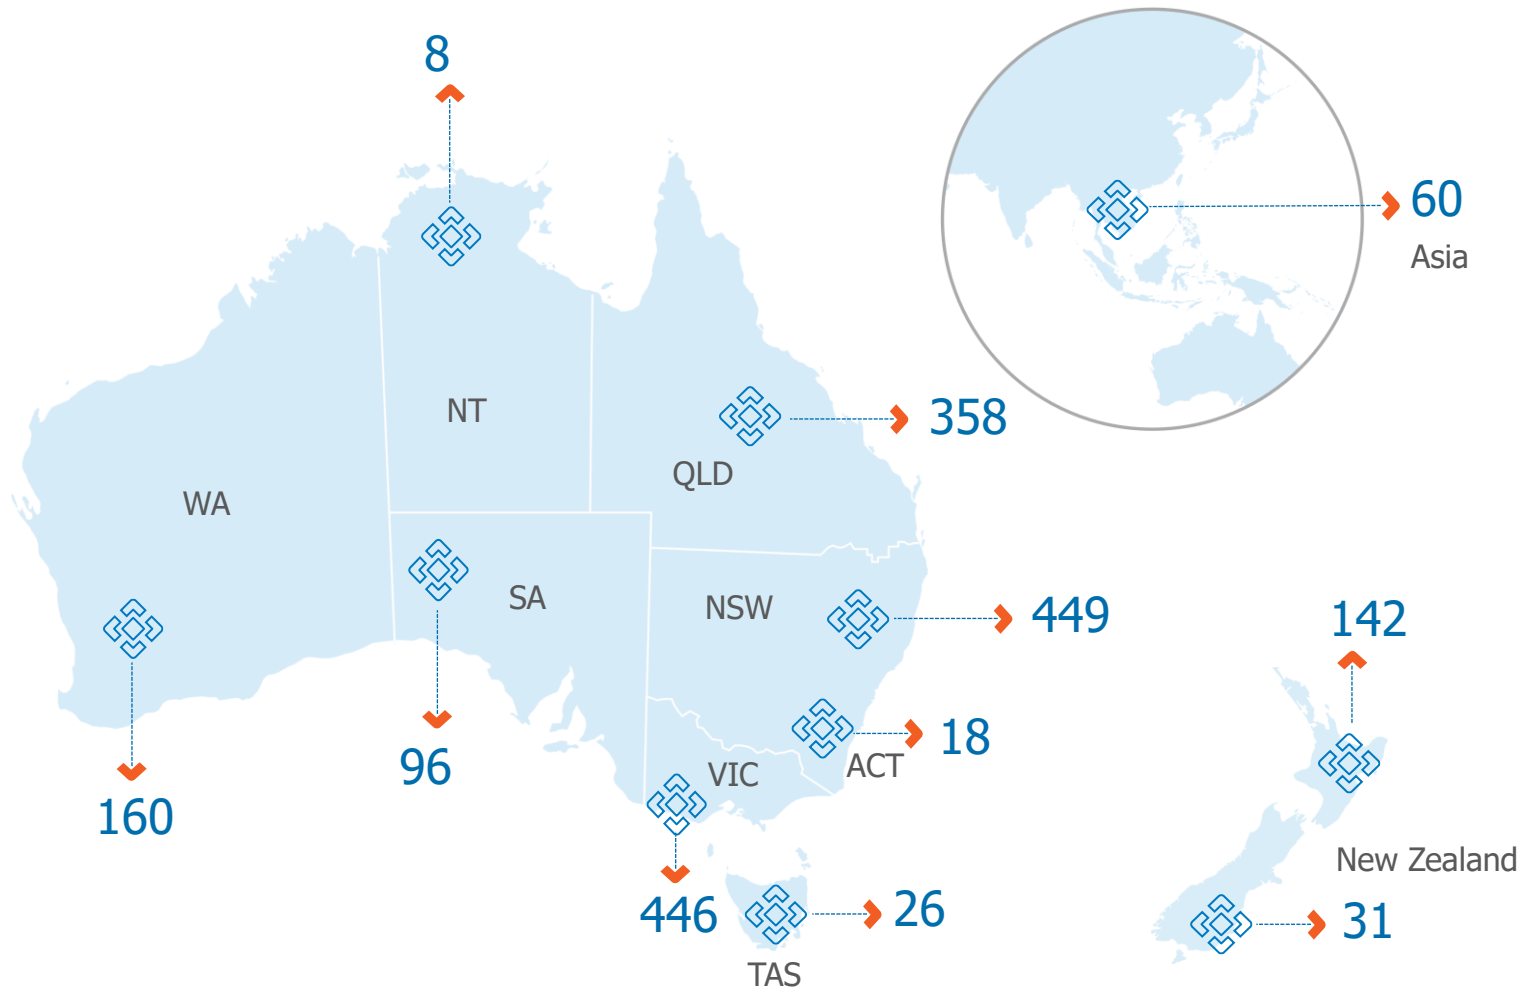 8
60
Asia
NT
358
QLD
WA
SA
NSW
449
142
18
ACT
96
VIC
160
New Zealand
446
26
31
TAS